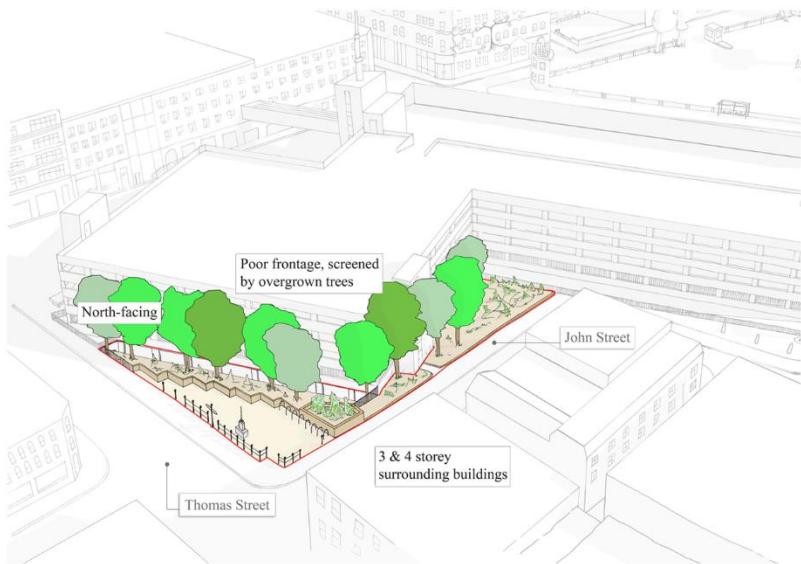 Poor frontage, screened
by overgrown trees
North-facing
John Street
3 & 4 storey
surrounding buildings
Thomas Street